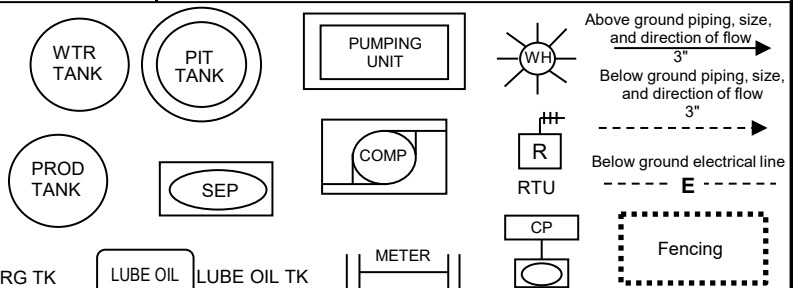 WTR
TANK
PIT
TANK
PUMPING
UNIT
WH
Above ground piping, size,
and direction of flow
3"
Below ground piping, size,
and direction of flow
3"
PROD
TANK
SEP
COMP
R
RTU
Below ground electrical line
E
CP
Fencing
RG TK
LUBE OIL
LUBE OIL TK
METER